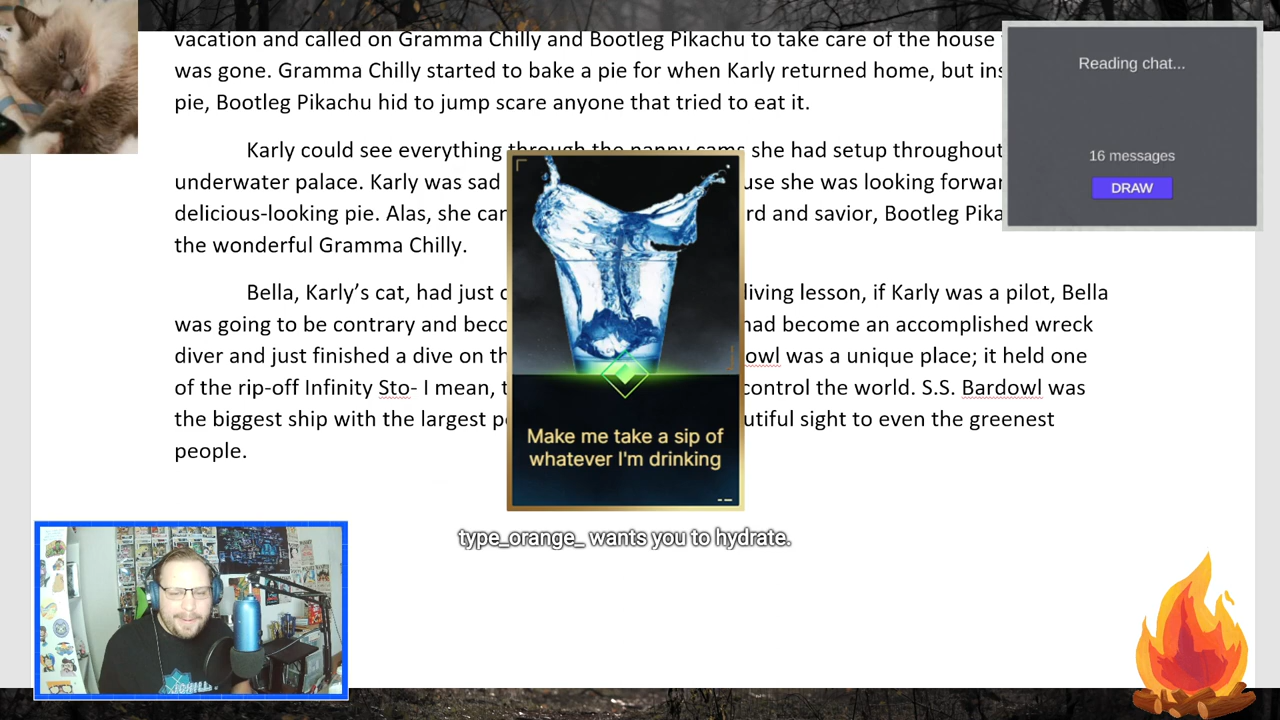 vacation and called on Gramma Chilly and Bootleg Pikachu to take care of the house
was gone. Gramma Chilly started to bake a pie for when Karly returned home, but ins
pie, Bootleg Pikachu hid to jump scare anyone that tried to eat it.
Karly could see everything through the nanny cams she had setup throughout
underwater palace. Karly was sad use she was looking forwar
delicious-looking pie. Alas, she can rd and savior, Bootleg Pika
the wonderful Gramma Chilly.
Bella, Karly’s cat, had just c living lesson, if Karly was a pilot, Bella
was going to be contrary and beco had become an accomplished wreck
diver and just finished a dive on th owl was a unique place; it held one
of the rip-off Infinity Sto- I mean, t control the world. S.S. Bardowl was
the biggest ship with the largest p utiful sight to even the greenest
people.
Reading chat...
16 messages
DRAW
Make me take a sip of
whatever I'm drinking
type_orange_ wants you to hydrate.